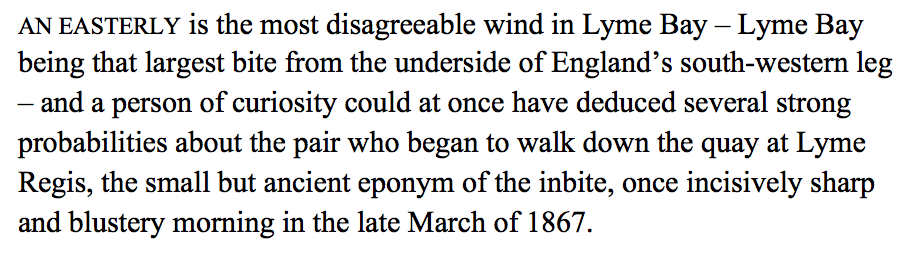 AN EASTERLY is the most disagreeable wind in Lyme Bay – Lyme Bay
being that largest bite from the underside of England’s south-western leg
– and a person of curiosity could at once have deduced several strong
probabilities about the pair who began to walk down the quay at Lyme
Regis, the small but ancient eponym of the inbite, once incisively sharp
and blustery morning in the late March of 1867.